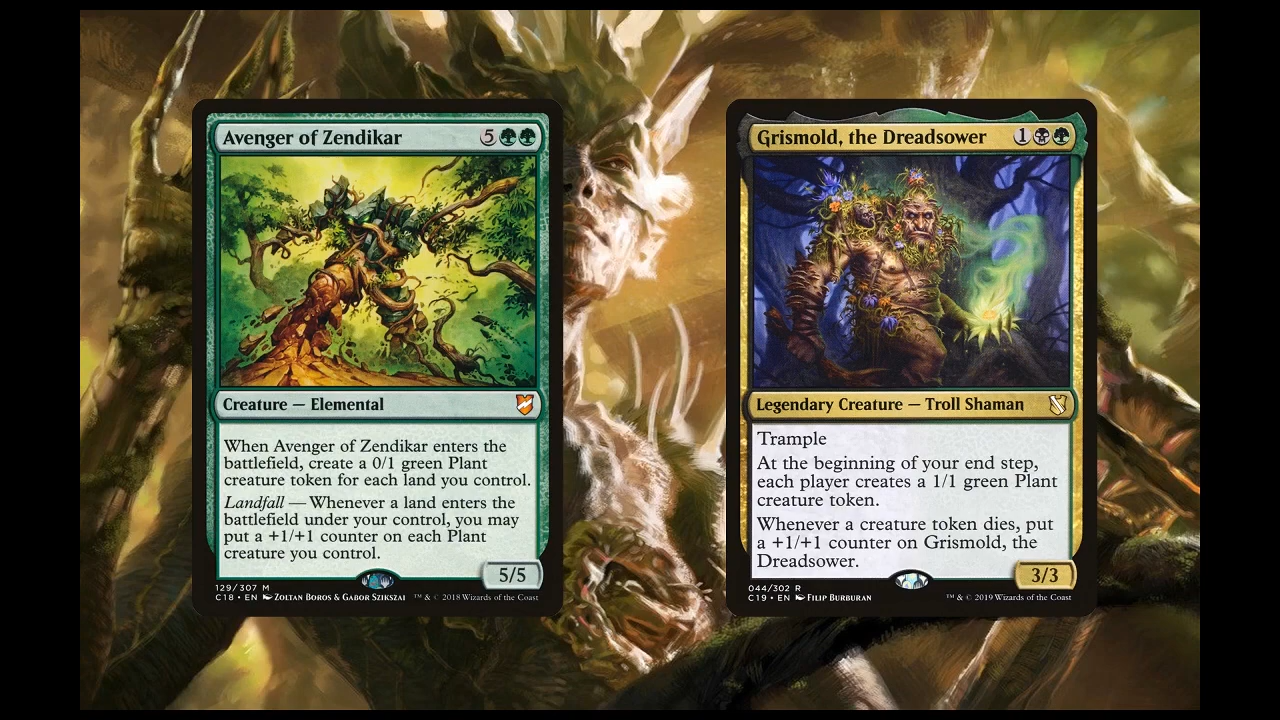 Avenger of Zendikar 5
Creature — Elemental
When Avenger of Zendikar enters the
battlefield, create a 0/1 green Plant
creature token for each land you control.
Landfall — Whenever a land enters the
battlefield under your control, you may
put a +1/+1 counter on each Plant
creature you control.
5/5
129/307 M
C18 • EN Zoltan Boros & Gabor Szikszai ™ & © 2018 Wizards of the Coast
Grismold, the Dreadsower 1
Legendary Creature — Troll Shaman
Trample
At the beginning of your end step,
each player creates a 1/1 green Plant
creature token.
Whenever a creature token dies, put
a +1/+1 counter on Grismold, the
Dreadsower.
3/3
044/302 R
C19 • EN Filip Burburan ™ & © 2019 Wizards of the Coast